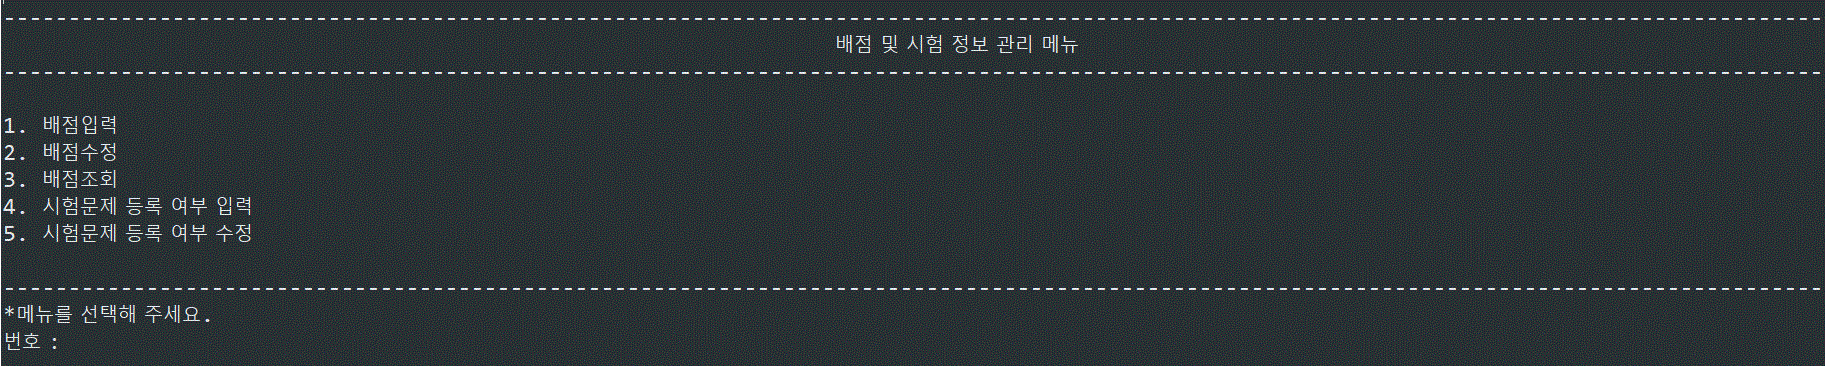 --------------------------------------------------------------------------------------------------------------------------------------------
배점 및 시험 정보 관리 메뉴
--------------------------------------------------------------------------------------------------------------------------------------------
1. 배점입력
2. 배점수정
3. 배점조회
4. 시험문제 등록 여부 입력
5. 시험문제 등록 여부 수정
--------------------------------------------------------------------------------------------------------------------------------------------
*메뉴를 선택해 주세요.
번호 :